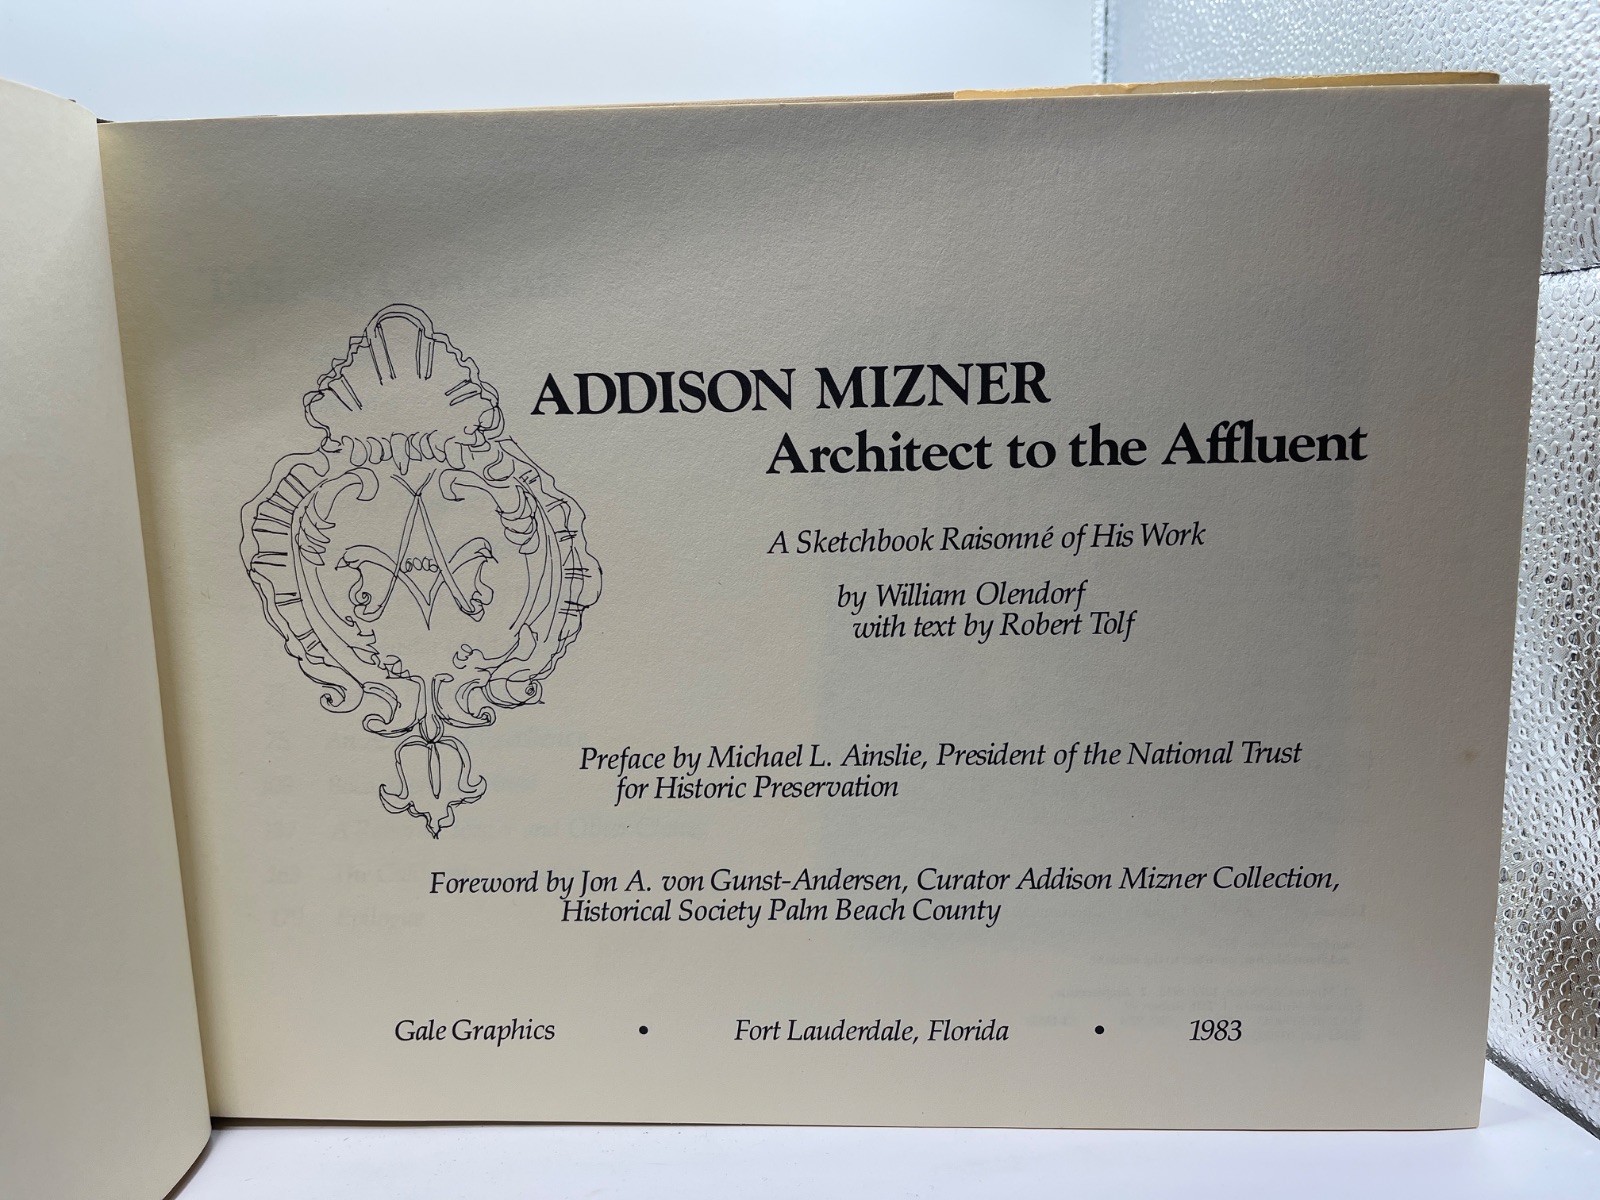 ADDISON MIZNER
Architect to the Affluent
A Sketchbook Raisonné of His Work
by William Olendorf
with text by Robert Tolf
Preface by Michael L. Ainslie, President of the National Trust
for Historic Preservation
Foreword by Jon A. von Gunst-Andersen, Curator Addison Mizner Collection,
Historical Society Palm Beach County
Gale Graphics • Fort Lauderdale, Florida • 1983